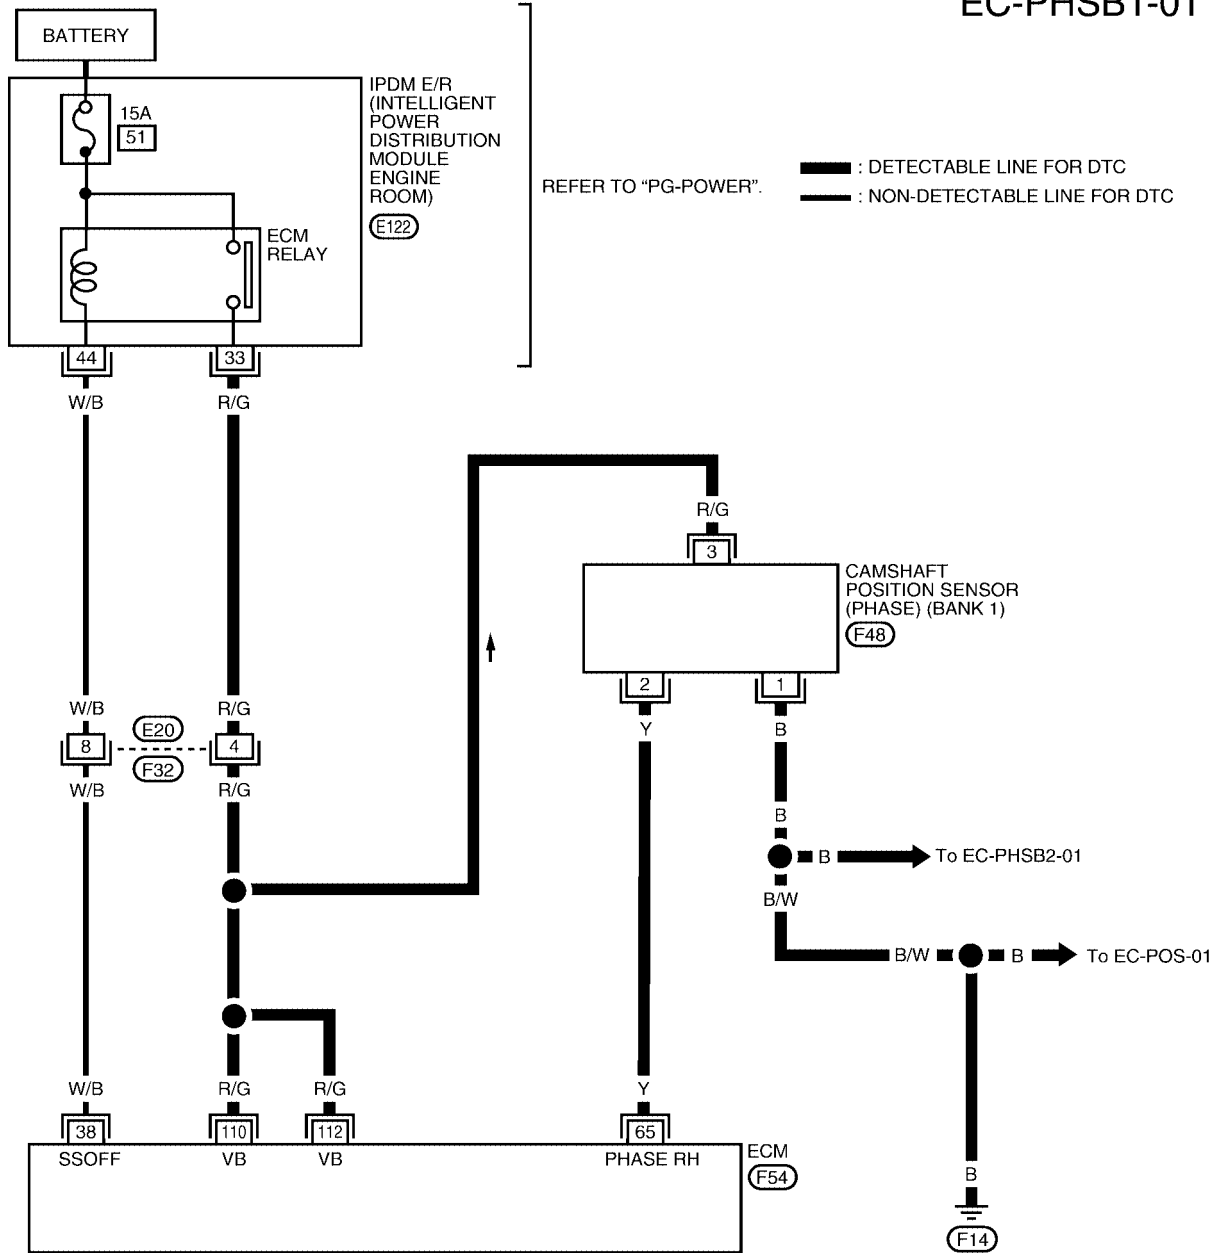 EC-PHSB1-01
BATTERY
15A
51
IPDM E/R
(INTELLIGENT
POWER
DISTRIBUTION
MODULE
ENGINE
ROOM)
E122
ECM
RELAY
REFER TO “PG-POWER”.
: DETECTABLE LINE FOR DTC
: NON-DETECTABLE LINE FOR DTC
44
33
W/B
R/G
R/G
3
CAMSHAFT
POSITION SENSOR
(PHASE) (BANK 1)
F48
2
1
W/B
R/G
Y
B
8
E20
F32
4
W/B
R/G
B
B
To EC-PHSB2-01
B/W
B/W
B
To EC-POS-01
W/B
R/G
R/G
Y
38
110
112
65
SSOFF
VB
VB
PHASE RH
ECM
F54
B
F14